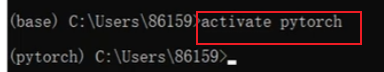 (base) C:\Users\86159>activate pytorch
(pytorch) C:\Users\86159>